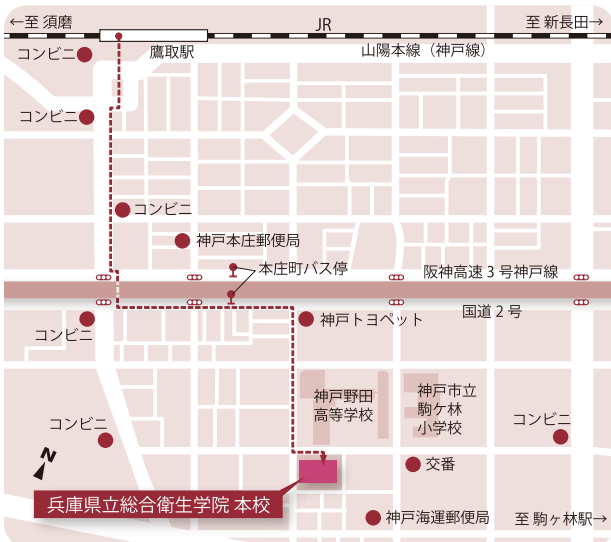 ←至 須磨
JR
至 新長田
コンビニ
鷹取駅
山陽本線（神戸線）
コンビニ
コンビニ
神戸本庄郵便局
本庄町バス停
阪神高速3号神戸線
国道2号
コンビニ
神戸トヨペット
神戸野田
高等学校
神戸市立
駒ケ林
小学校
コンビニ
コンビニ
N
交番
兵庫県立総合衛生学院 本校
神戸海運郵便局
至 駒ヶ林駅→